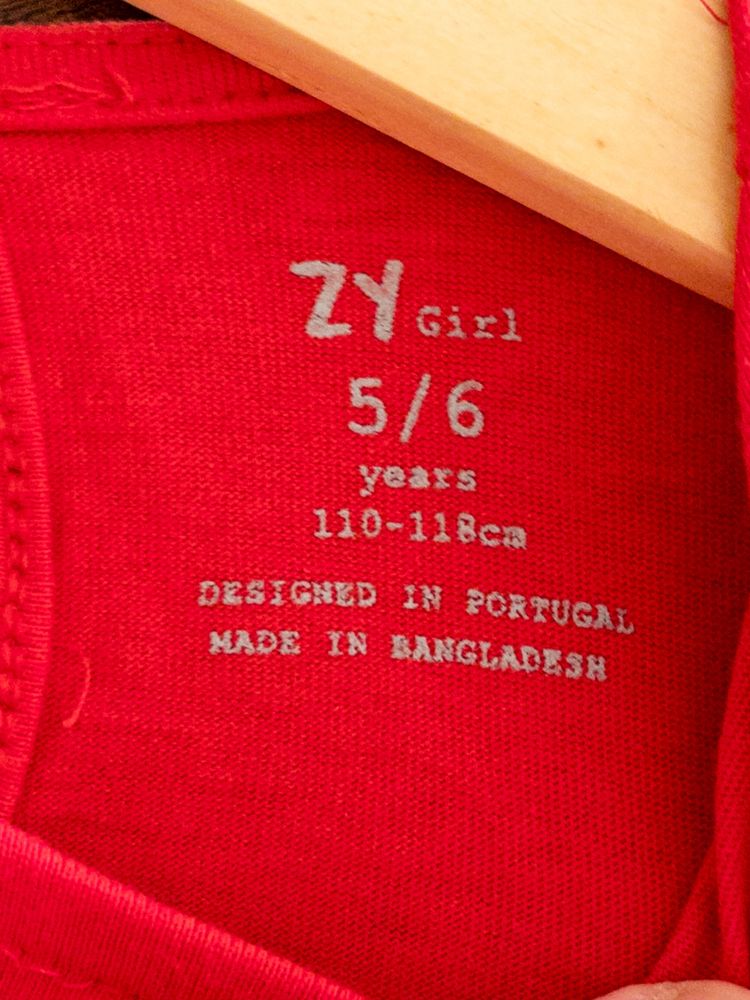 ZY Girl
5/6
years
110-118cm
DESIGNED IN PORTUGAL
MADE IN BANGLADESH